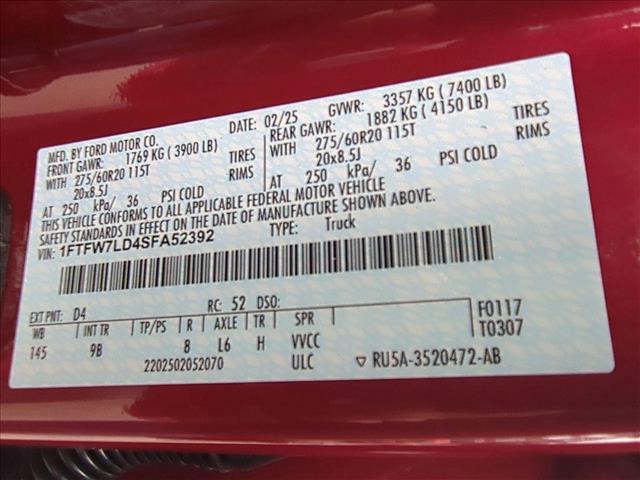 MFD. BY FORD MOTOR CO.
DATE: 02/25
GVWR: 3357 KG ( 7400 LB)
FRONT GAWR: 1769 KG ( 3900 LB)
REAR GAWR: 1882 KG ( 4150 LB)
WITH 275/60R20 115T TIRES
275/60R20 115T TIRES
20x8.5J RIMS
20x8.5J RIMS
AT 250 kPa/ 36 PSI COLD
AT 250 kPa/ 36 PSI COLD
THIS VEHICLE CONFORMS TO ALL APPLICABLE FEDERAL MOTOR VEHICLE
SAFETY STANDARDS IN EFFECT ON THE DATE OF MANUFACTURE SHOWN ABOVE.
VIN: 1FTFW7LD4SFA52392
TYPE: Truck
EXT PNT: D4 RC: 52 DSO:
WB INT TR TP/PS R AXLE TR SPR
145 9B 8 L6 H VVCC
2202502052070 ULC
F0117
T0307
▽ RU5A-3520472-AB